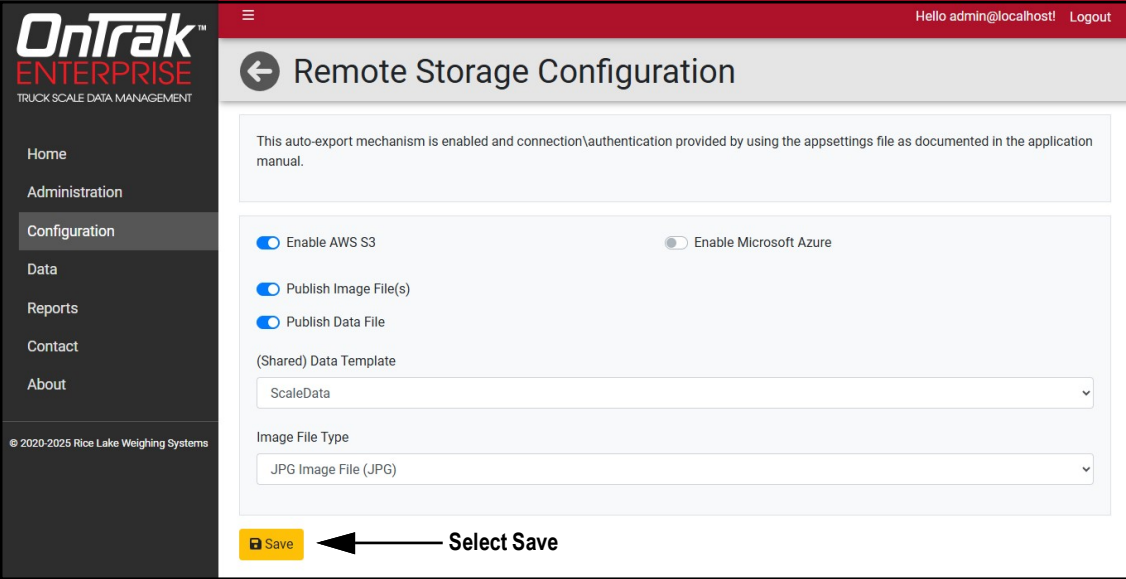 OnTrak™
ENTERPRISE
TRUCK SCALE DATA MANAGEMENT
Home
Administration
Configuration
Data
Reports
Contact
About
© 2020-2025 Rice Lake Weighing Systems
Hello admin@localhost! Logout
Remote Storage Configuration
This auto-export mechanism is enabled and connection\authentication provided by using the appsettings file as documented in the application
manual.
Enable AWS S3
Enable Microsoft Azure
Publish Image File(s)
Publish Data File
(Shared) Data Template
ScaleData
Image File Type
JPG Image File (JPG)
Save
Select Save